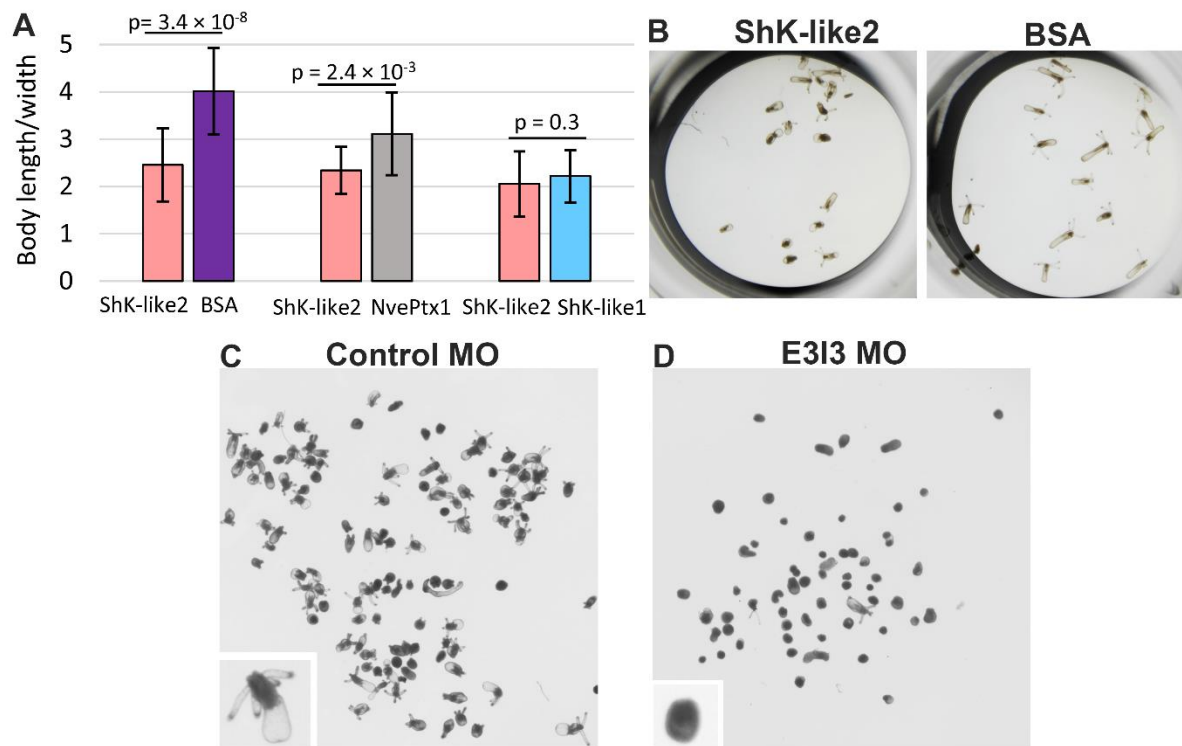 A
p= 3.4 × 10⁻⁸
p = 2.4 × 10⁻³
p = 0.3
Body length/width
5
4
3
2
1
0
ShK-like2 BSA
ShK-like2 NvePtx1
ShK-like2 ShK-like1
B ShK-like2 BSA
C Control MO
D E3I3 MO